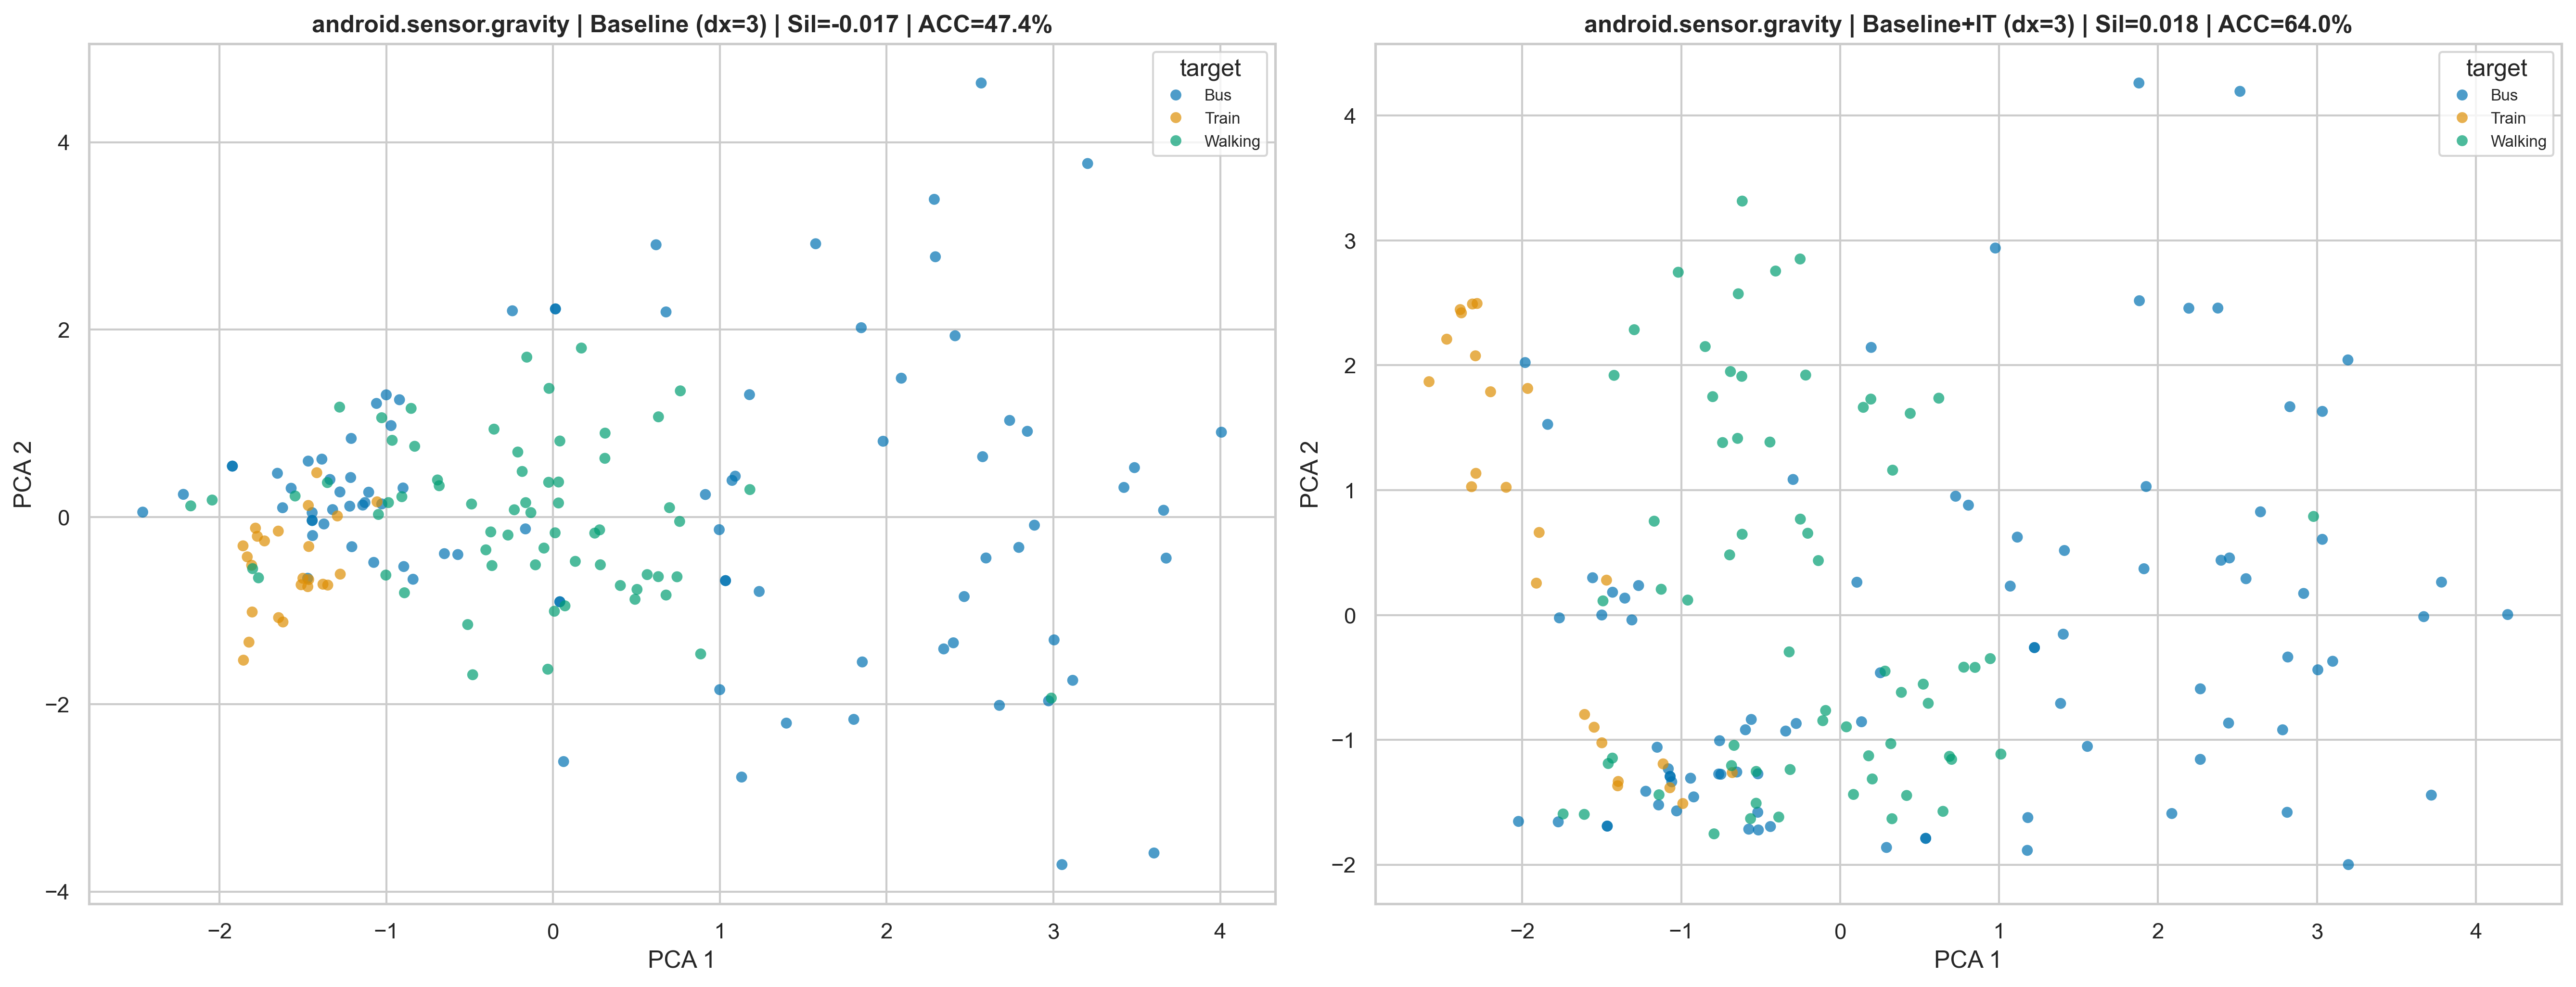 android.sensor.gravity | Baseline (dx=3) | Sil=-0.017 | ACC=47.4%
target
Bus
Train
Walking
4
2
0
−2
−4
PCA 2
−2 −1 0 1 2 3 4
PCA 1
android.sensor.gravity | Baseline+IT (dx=3) | Sil=0.018 | ACC=64.0%
target
Bus
Train
Walking
4
3
2
1
0
−1
−2
PCA 2
−2 −1 0 1 2 3 4
PCA 1